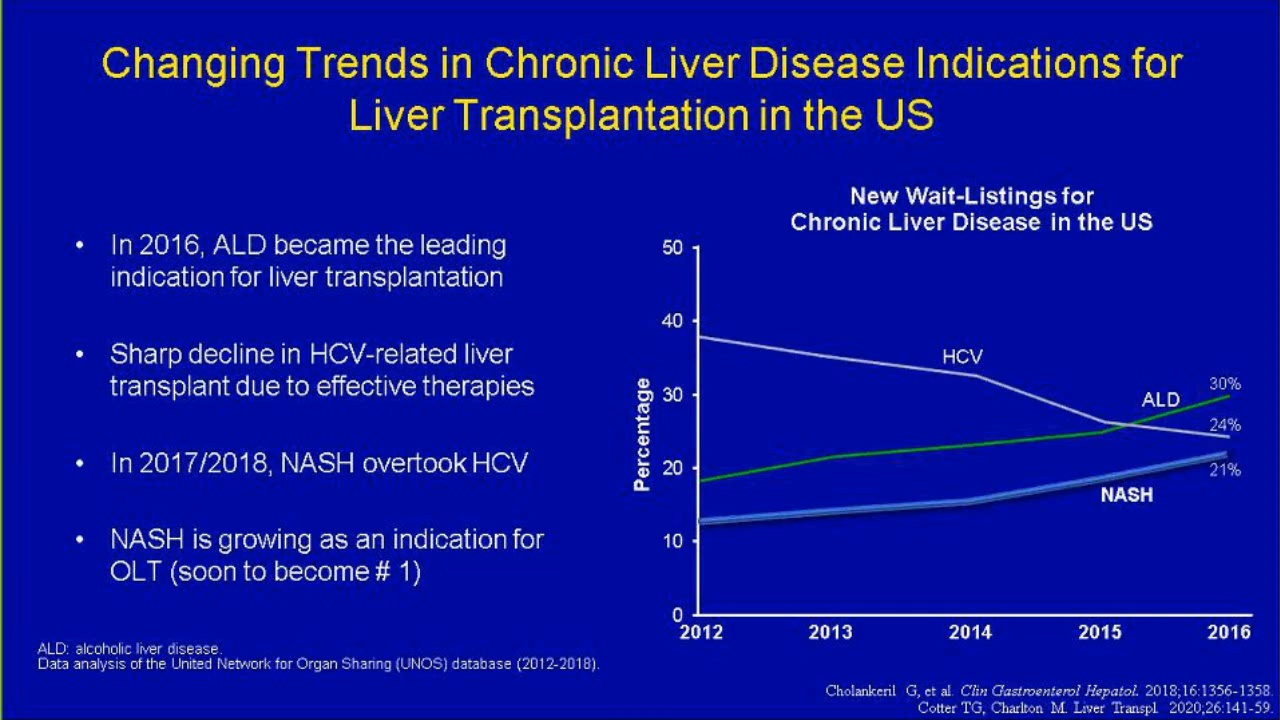 Changing Trends in Chronic Liver Disease Indications for
Liver Transplantation in the US
• In 2016, ALD became the leading
indication for liver transplantation
• Sharp decline in HCV-related liver
transplant due to effective therapies
• In 2017/2018, NASH overtook HCV
• NASH is growing as an indication for
OLT (soon to become # 1)
New Wait-Listings for
Chronic Liver Disease in the US
Percentage
50
40
30
20
10
0
HCV
ALD
NASH
30%
24%
21%
2012 2013 2014 2015 2016
ALD: alcoholic liver disease.
Data analysis of the United Network for Organ Sharing (UNOS) database (2012-2018).
Cholankeril G, et al. Clin Gastroenterol Hepatol. 2018;16:1356-1358.
Cotter TG, Charlton M. Liver Transpl. 2020;26:141-59.